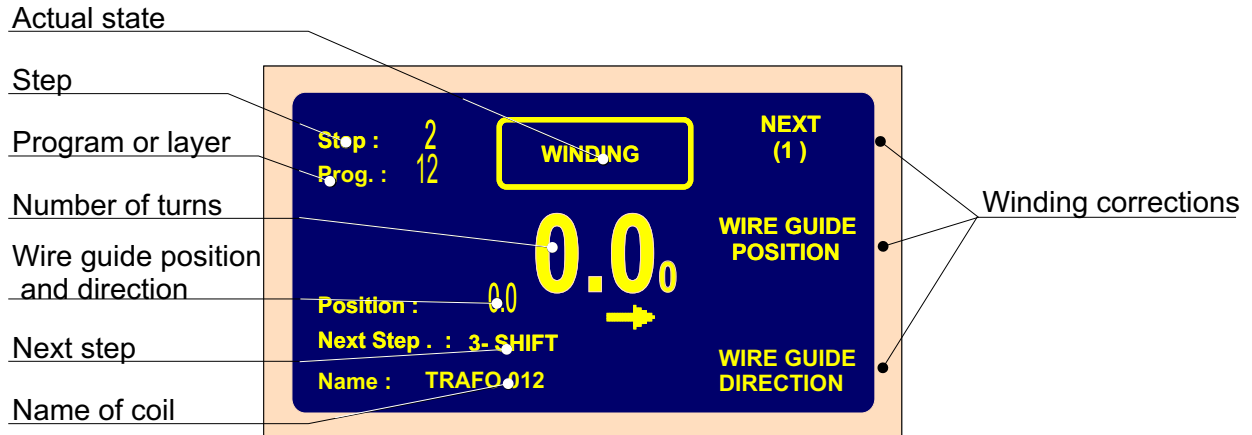 Actual state
Step
Program or layer
Number of turns
Wire guide position
and direction
Next step
Name of coil
Step : 2
Prog. : 12
WINDING
NEXT
(1 )
0.00
WIRE GUIDE
POSITION
Position : 0.0
Next Step . : 3- SHIFT
Name : TRAFO.012
WIRE GUIDE
DIRECTION
Winding corrections